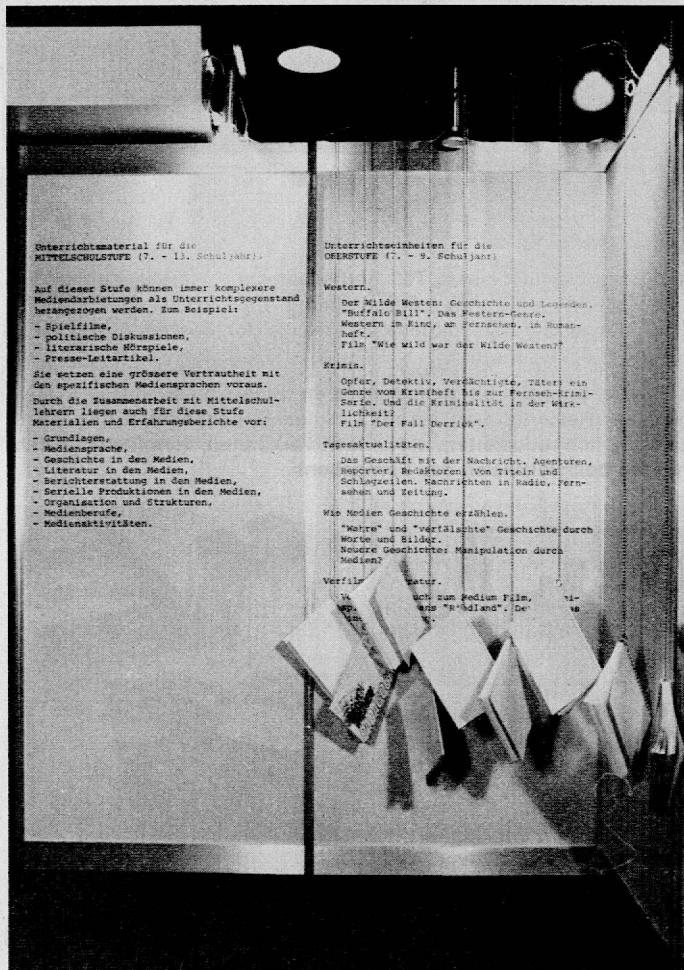 Unterrichtsmaterial für die
MITTELSCHULSTUFE (7. - 13. Schuljahr).
Auf dieser Stufe können immer komplexere
Mediendarbietungen als Unterrichtsgegenstand
herangezogen werden. Zum Beispiel:
- Spielfilme,
- politische Diskussionen,
- literarische Hörspiele,
- Presse-Leitartikel.
Sie setzen eine grössere Vertrautheit mit
den spezifischen Mediensprachen voraus.
Durch die Zusammenarbeit mit Mittelschul-
lehrern liegen auch für diese Stufe
Materialien und Erfahrungsberichte vor:
- Grundlagen,
- Mediensprache,
- Geschichte in den Medien,
- Literatur in den Medien,
- Berichterstattung in den Medien,
- Serielle Produktionen in den Medien,
- Organisation und Strukturen,
- Medienberufe,
- Medienaktivitäten.
Unterrichtseinheiten für die
OBERSTUFE (7. - 9. Schuljahr)
Western.
Der Wilde Westen: Geschichte und Legenden.
"Buffalo Bill". Das Western-Genre.
Western im Kino, am Fernsehen, im Roman-
heft.
Film "Wie wild war der Wilde Westen?"
Krimis.
Opfer, Detektiv, Verdächtigte, Täter: ein
Genre vom Krimiheft bis zur Fernseh-Krimi-
Serie. Und die Kriminalität in der Wirk-
lichkeit?
Film "Der Fall Derrick".
Tagesaktualitäten.
Das Geschäft mit der Nachricht. Agenturen,
Reporter, Redaktoren. Von Titeln und
Schlagzeilen. Nachrichten in Radio, Fern-
sehen und Zeitung.
Wie Medien Geschichte erzählen.
"Wahre" und "verfälschte" Geschichte durch
Worte und Bilder.
Neuere Geschichte: Manipulation durch
Medien?
zum Medium Film,